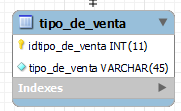 tipo_de_venta
idtipo_de_venta INT(11)
tipo_de_venta VARCHAR(45)
Indexes